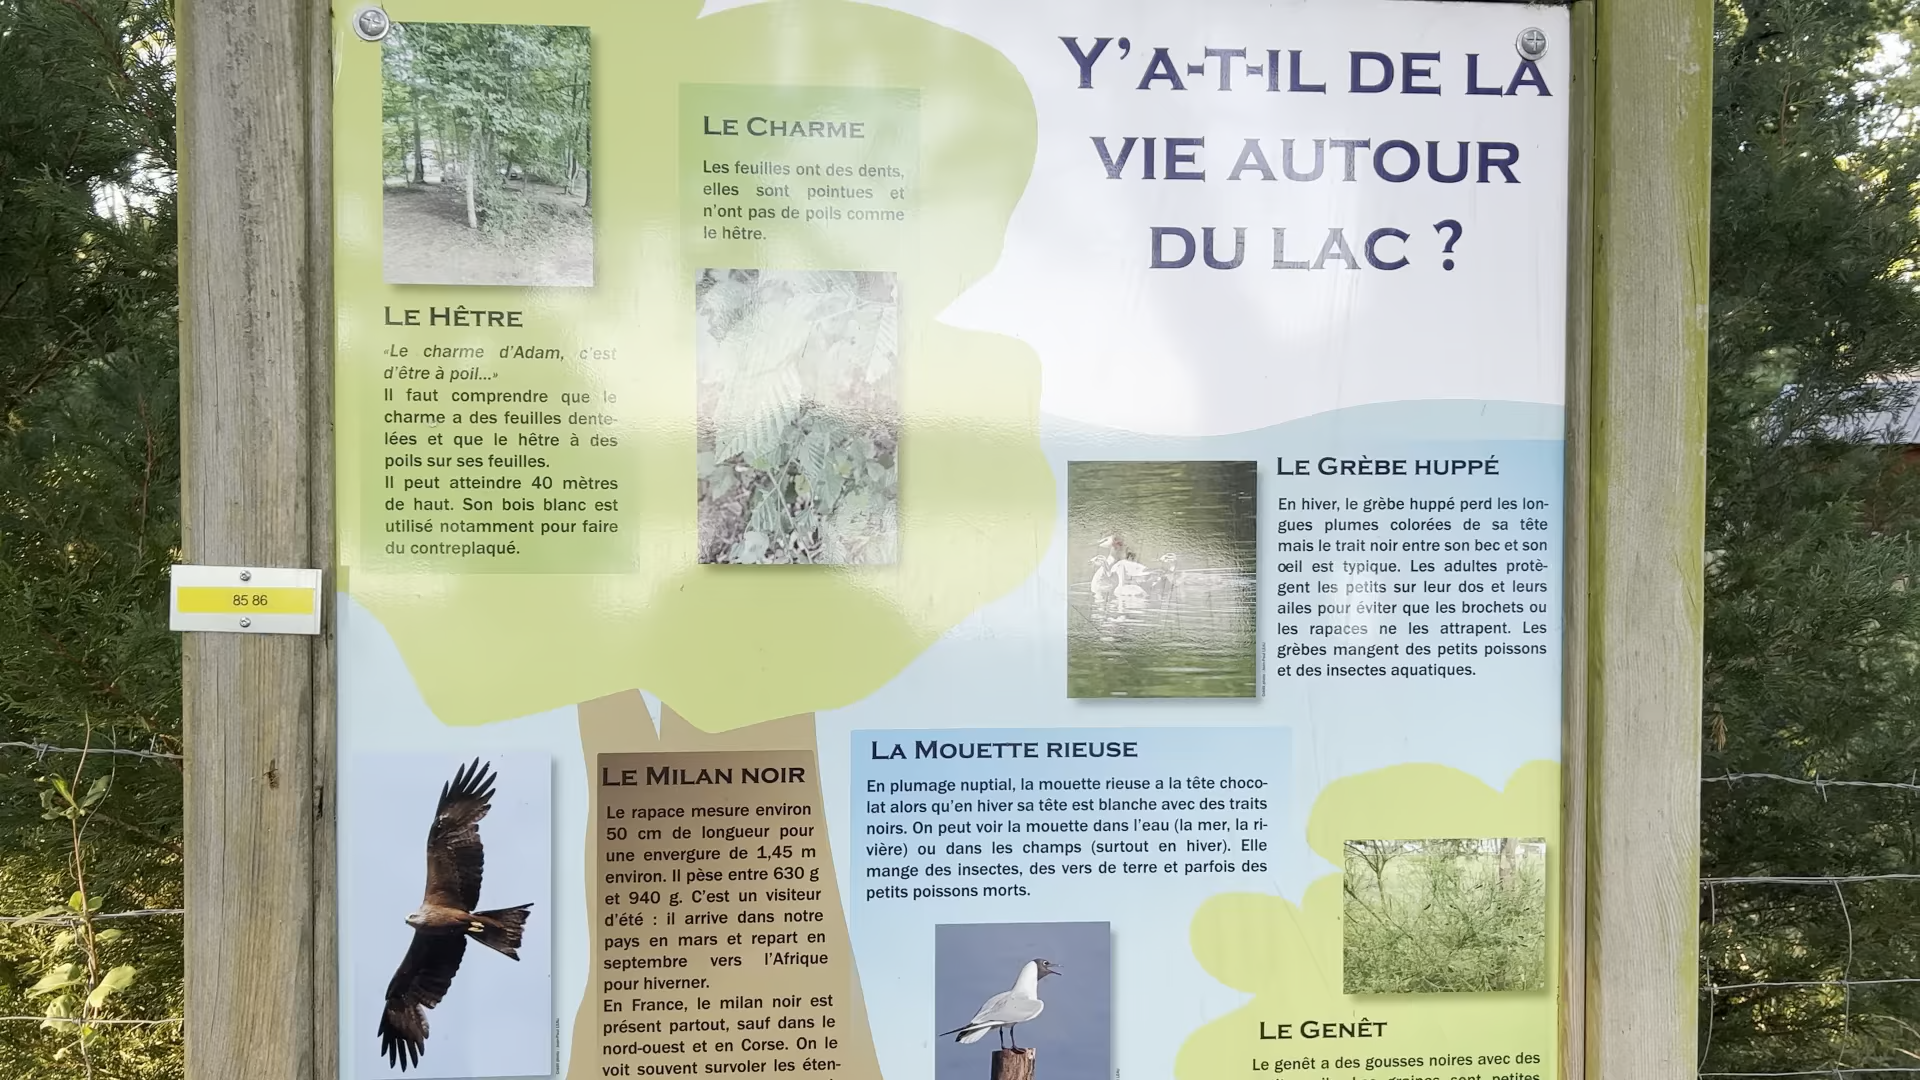 Y'A-T-IL DE LA
VIE AUTOUR
DU LAC ?
LE CHARME
Les feuilles ont des dents,
elles sont pointues et
n'ont pas de poils comme
le hêtre.
LE HÊTRE
«Le charme d'Adam, c'est
d'être à poil...»
Il faut comprendre que le
charme a des feuilles dente-
lées et que le hêtre à des
poils sur ses feuilles.
Il peut atteindre 40 mètres
de haut. Son bois blanc est
utilisé notamment pour faire
du contreplaqué.
85 86
LE GRÈBE HUPPÉ
En hiver, le grèbe huppé perd les lon-
gues plumes colorées de sa tête
mais le trait noir entre son bec et son
œil est typique. Les adultes protè-
gent les petits sur leur dos et leurs
ailes pour éviter que les brochets ou
les rapaces ne les attrapent. Les
grèbes mangent des petits poissons
et des insectes aquatiques.
LE MILAN NOIR
Le rapace mesure environ
50 cm de longueur pour
une envergure de 1,45 m
environ. Il pèse entre 630 g
et 940 g. C'est un visiteur
d'été : il arrive dans notre
pays en mars et repart en
septembre vers l'Afrique
pour hiverner.
En France, le milan noir est
présent partout, sauf dans le
nord-ouest et en Corse. On le
voit souvent survoler les éten-
LA MOUETTE RIEUSE
En plumage nuptial, la mouette rieuse a la tête choco-
lat alors qu'en hiver sa tête est blanche avec des traits
noirs. On peut voir la mouette dans l'eau (la mer, la ri-
vière) ou dans les champs (surtout en hiver). Elle
mange des insectes, des vers de terre et parfois des
petits poissons morts.
LE GENÊT
Le genêt a des gousses noires avec des